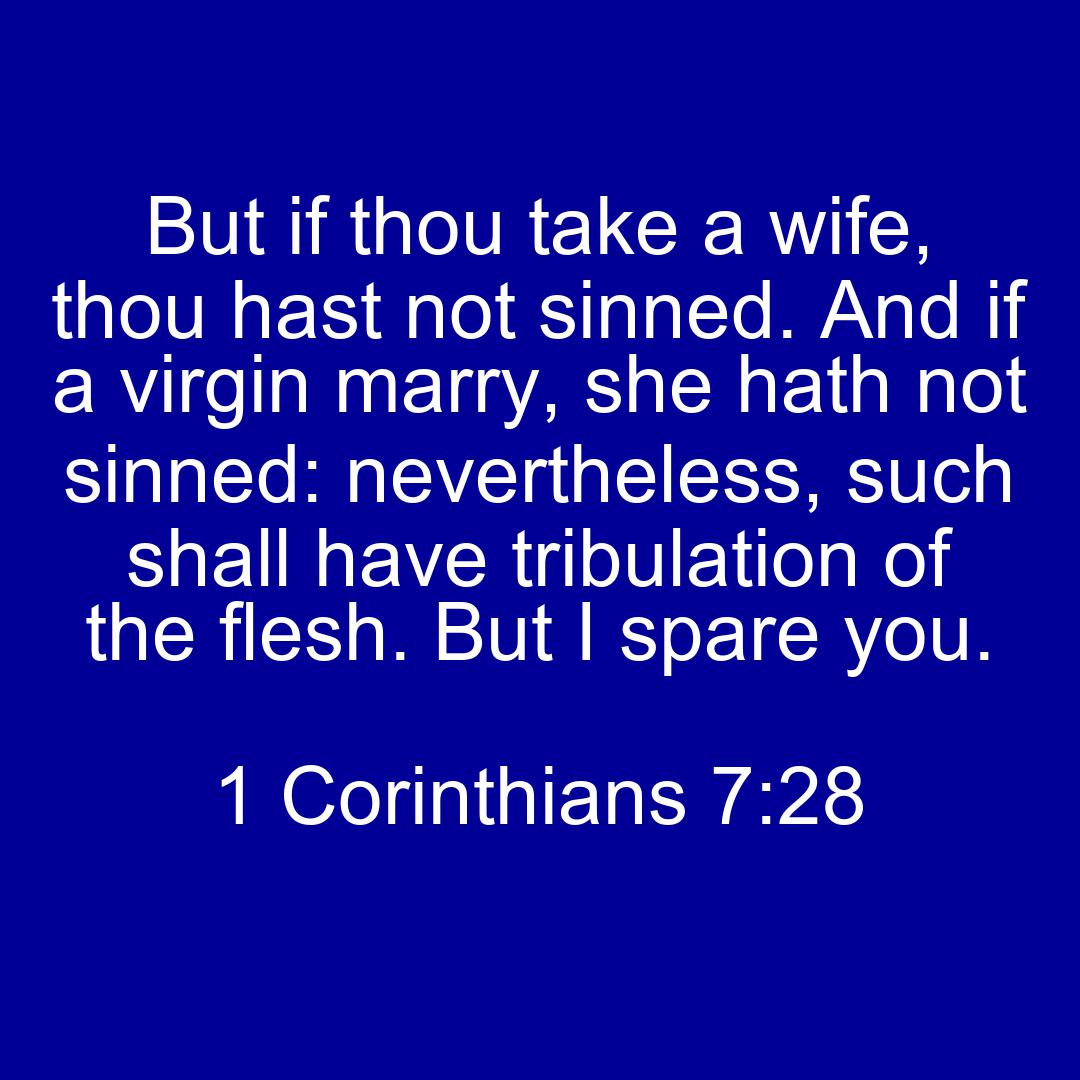 But if thou take a wife,
thou hast not sinned. And if
a virgin marry, she hath not
sinned: nevertheless, such
shall have tribulation of
the flesh. But I spare you.
1 Corinthians 7:28